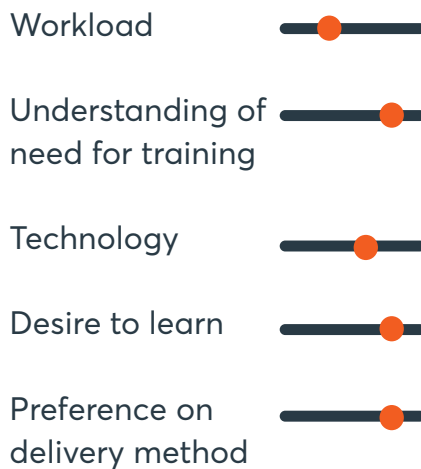 Workload
Understanding of
need for training
Technology
Desire to learn
Preference on
delivery method